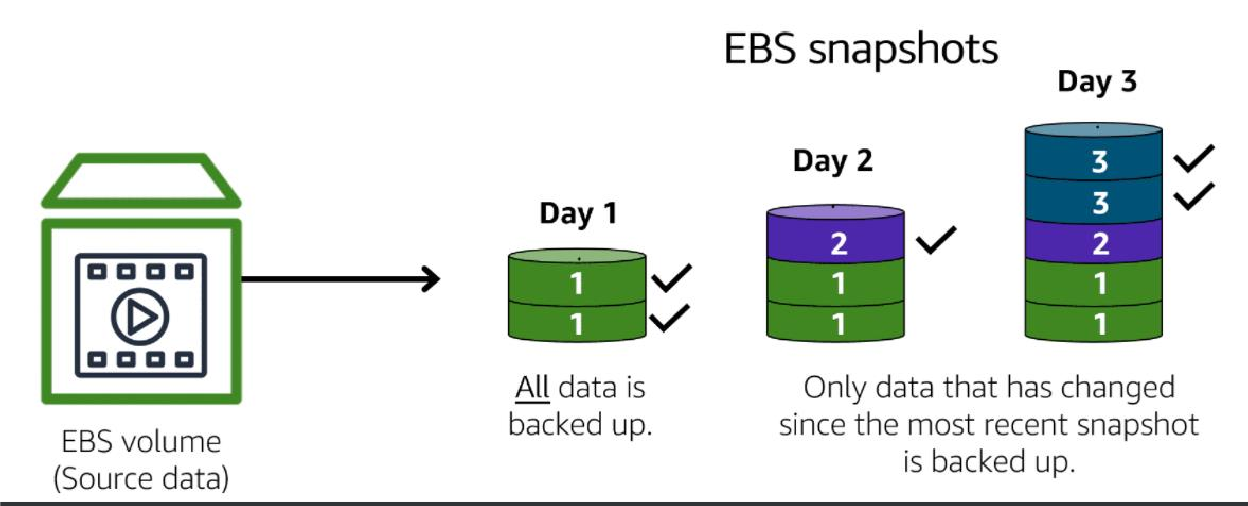 EBS snapshots
Day 1
Day 2
Day 3
1
1
2
1
1
3
3
2
1
1
EBS volume
(Source data)
All data is
backed up.
Only data that has changed
since the most recent snapshot
is backed up.